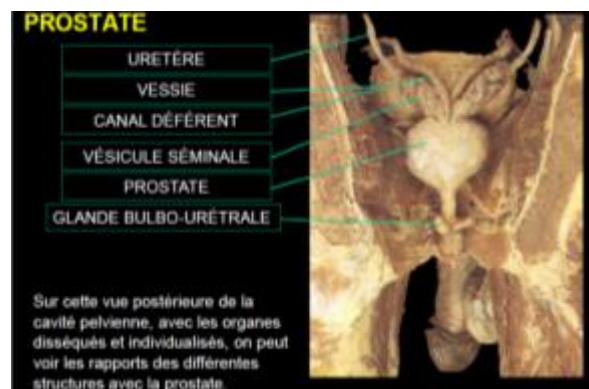 PROSTATE
URETÉRE
VESSIE
CANAL DÉFÉRENT
VÉSICULE SÉMINALE
PROSTATE
GLANDE BULBO-URÉTRALE
Sur cette vue postérieure de la
cavité pelvienne, avec les organes
disséqués et individualisés, on peut
voir les rapports des différentes
structures avec la prostate.